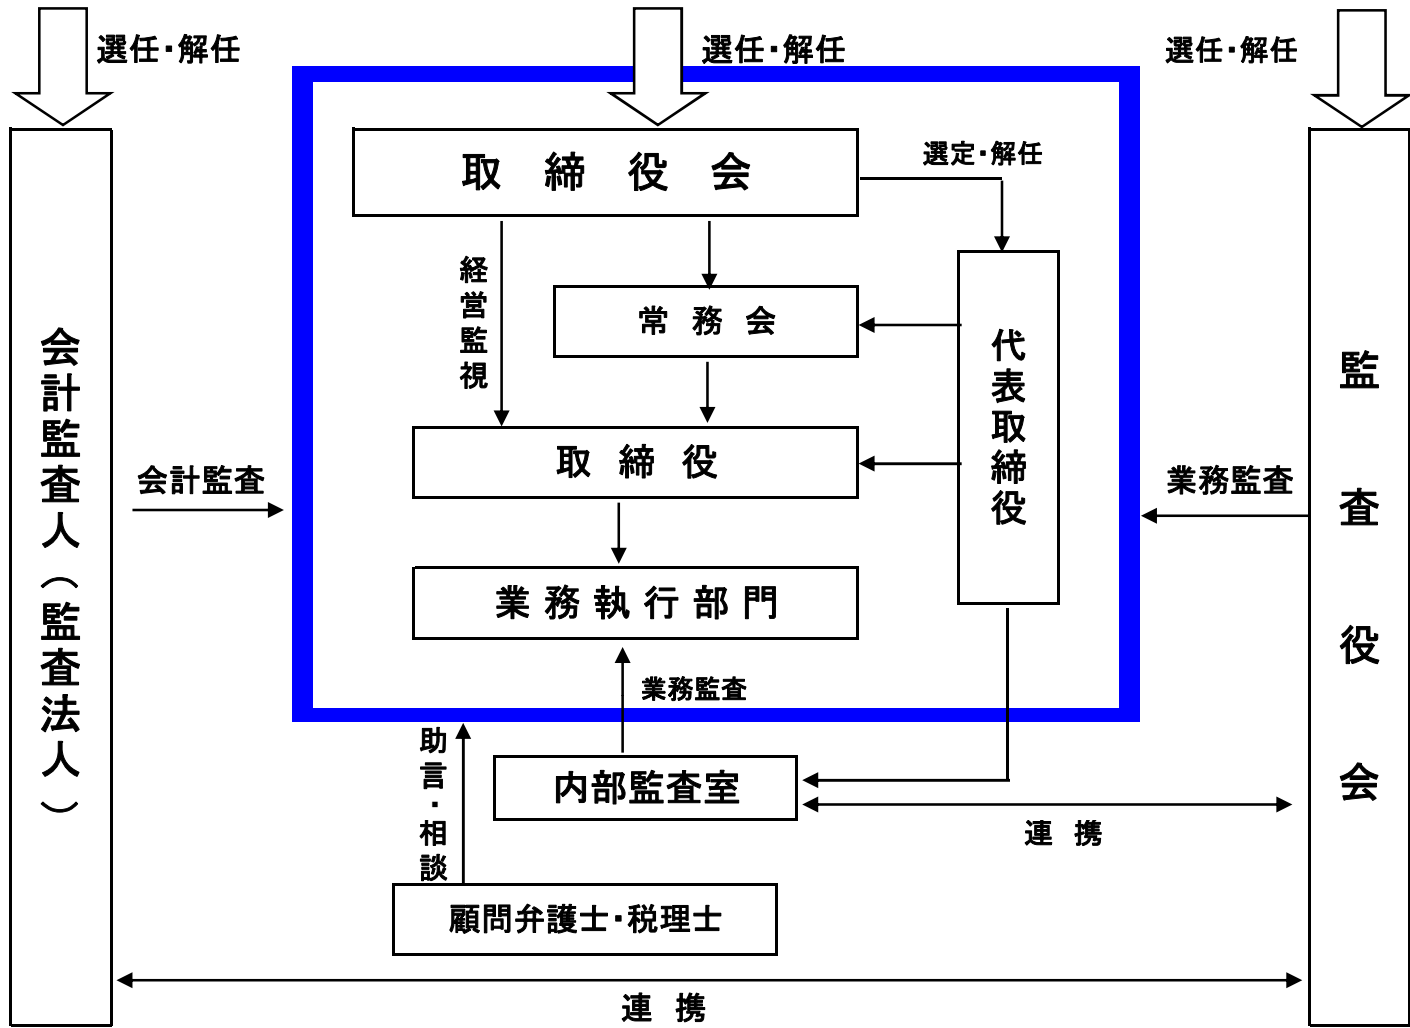 選任・解任
選任・解任
選任・解任
取締役会
選定・解任
経営監視
常務会
代表取締役
取締役
会計監査人（監査法人）
会計監査
業務監査
監査役会
業務執行部門
業務監査
助言・相談
内部監査室
連携
顧問弁護士・税理士
連携